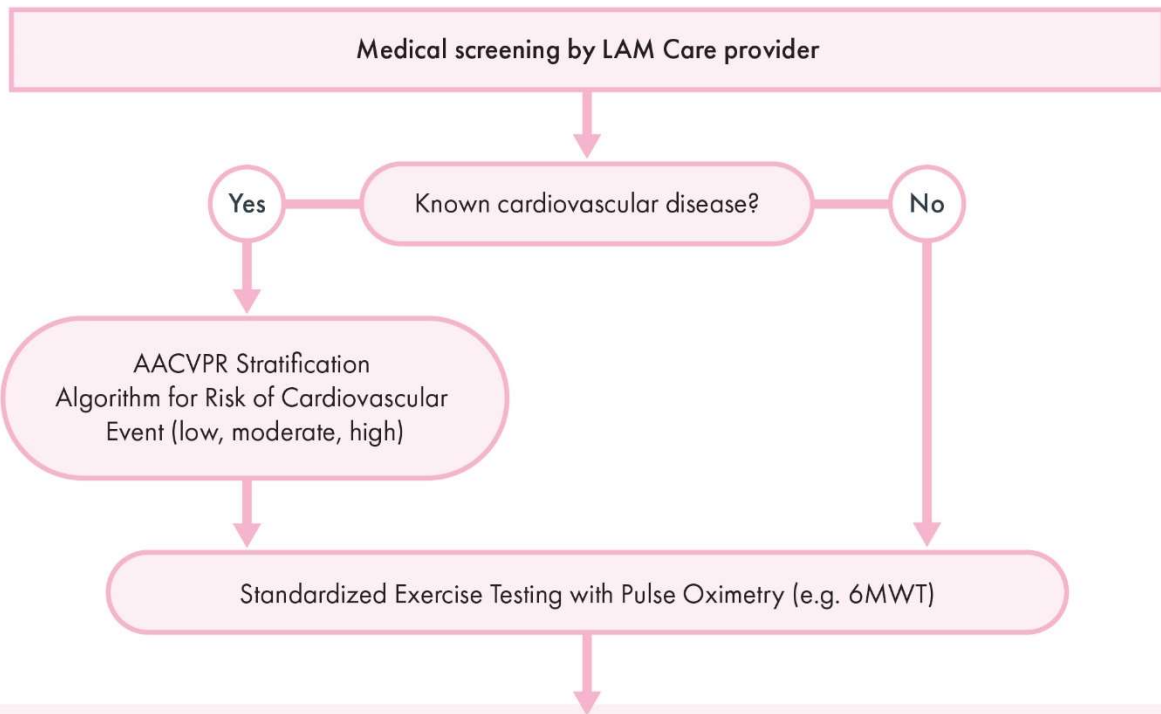 Medical screening by LAM Care provider
Known cardiovascular disease?
Yes
No
AACVPR Stratification
Algorithm for Risk of Cardiovascular
Event (low, moderate, high)
Standardized Exercise Testing with Pulse Oximetry (e.g. 6MWT)